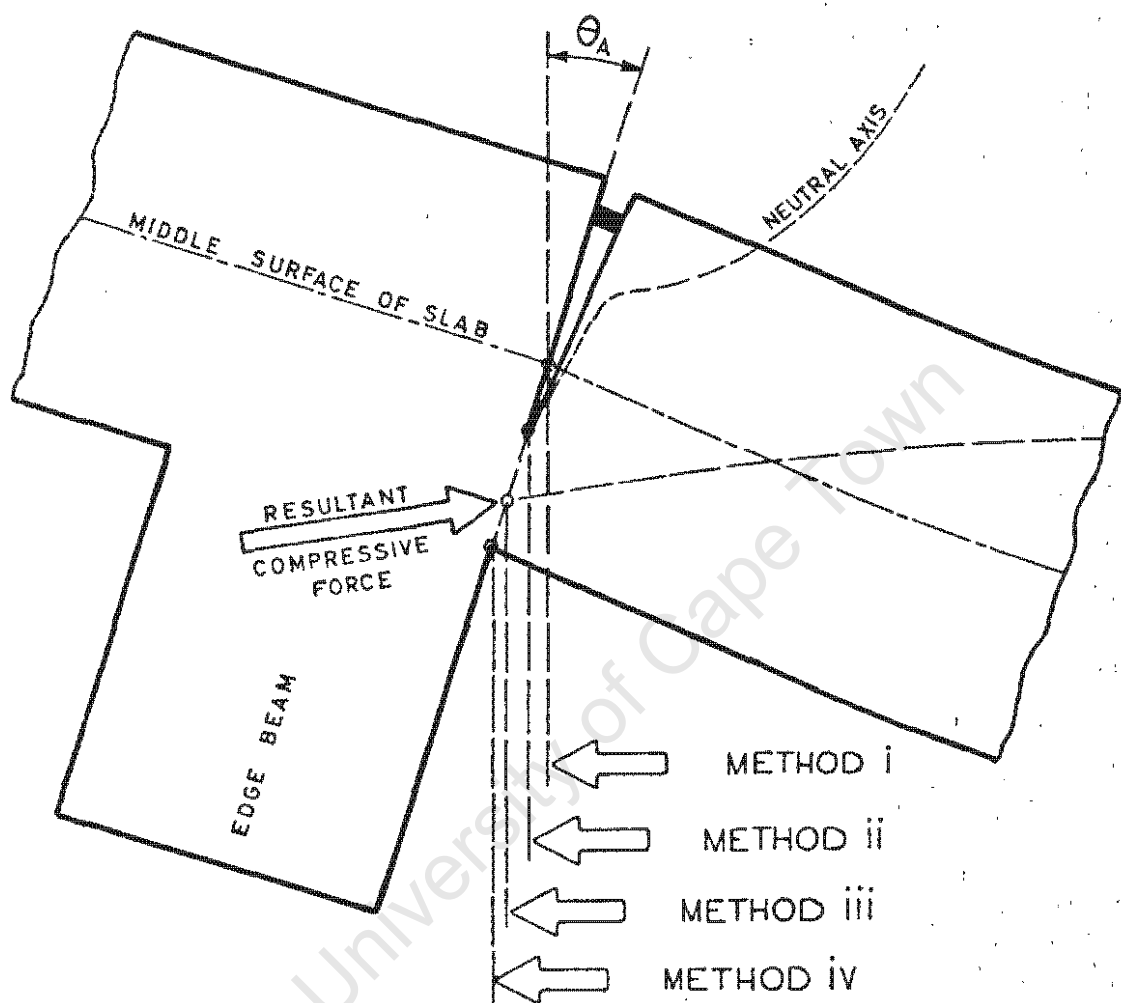 θA
NEUTRAL AXIS
MIDDLE SURFACE OF SLAB
RESULTANT
COMPRESSIVE
FORCE
EDGE BEAM
METHOD i
METHOD ii
METHOD iii
METHOD iv
University of Cape Town